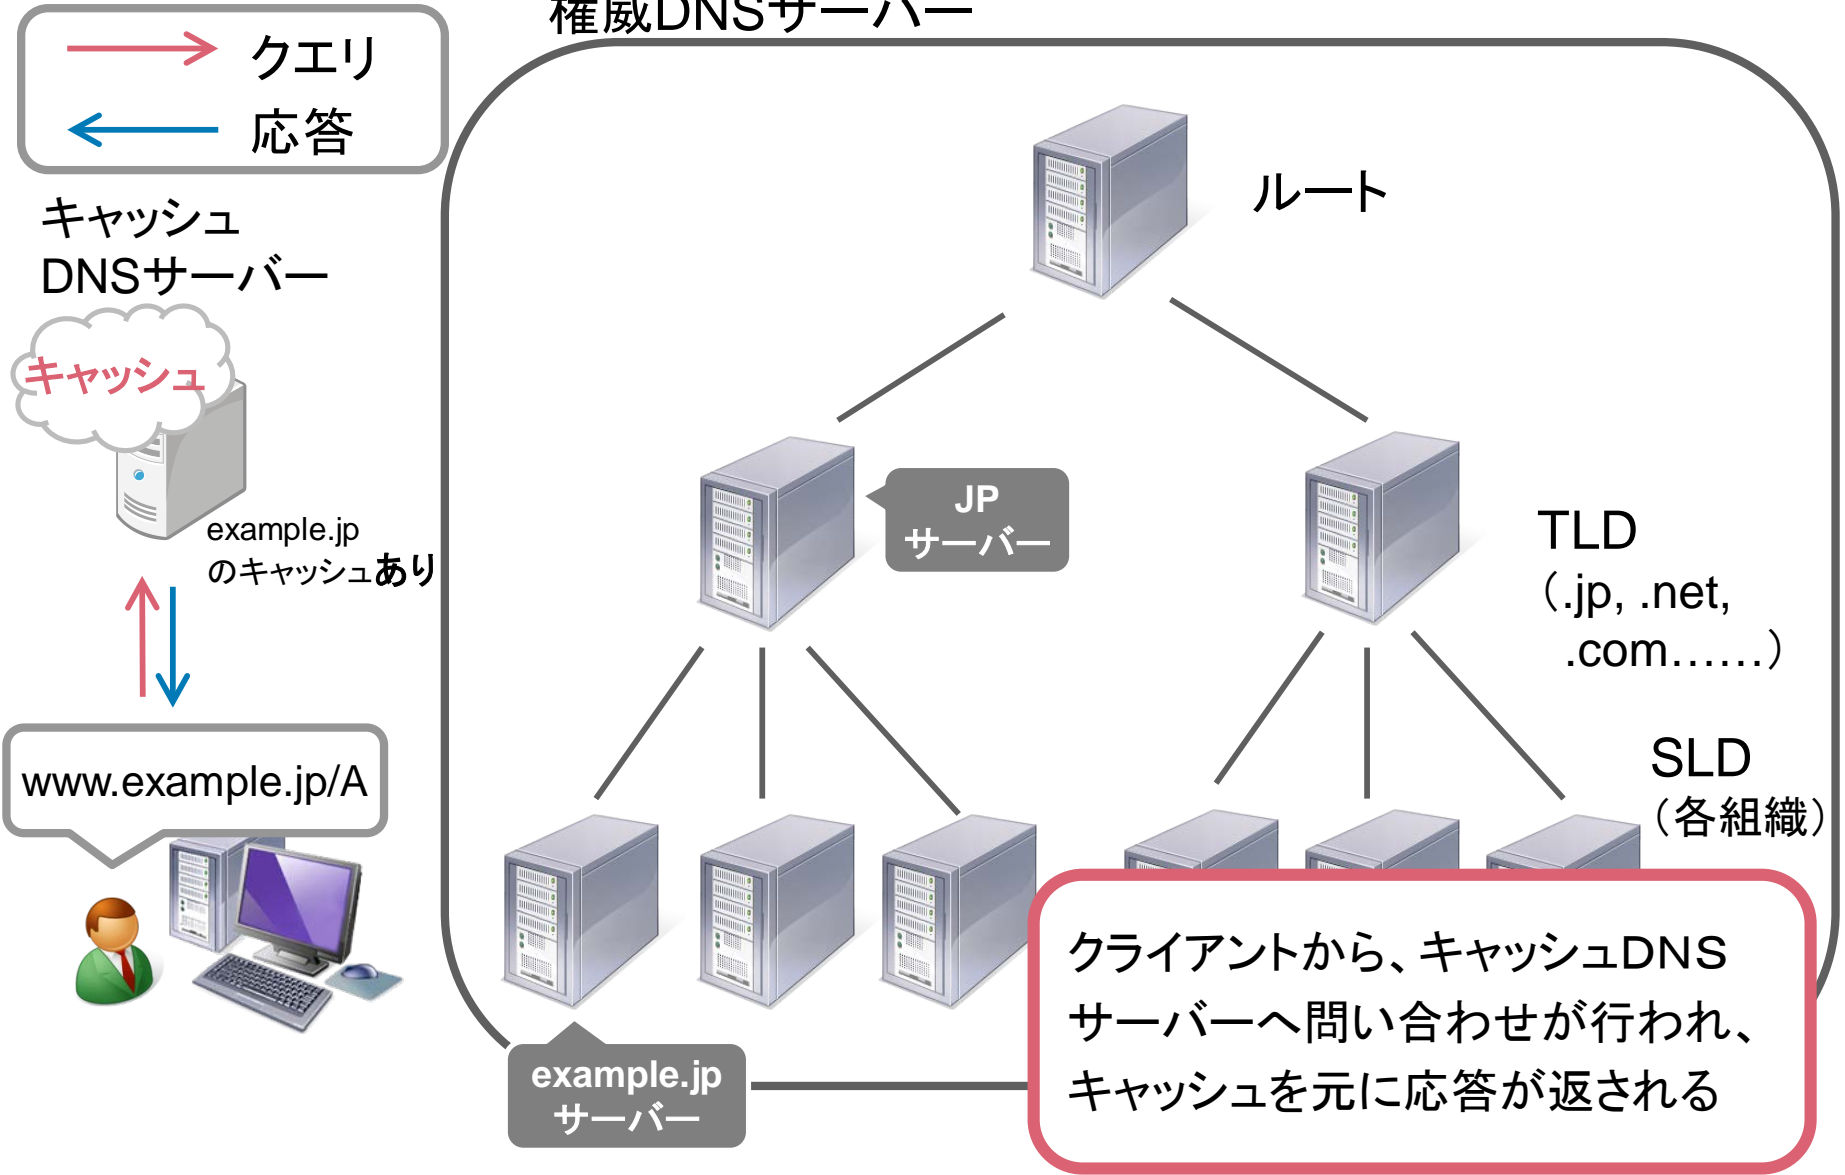 権威DNSサーバー
クエリ
応答
キャッシュ
DNSサーバー
キャッシュ
example.jp
のキャッシュあり
www.example.jp/A
ルート
JP
サーバー
TLD
（.jp, .net,
.com……）
SLD
（各組織）
example.jp
サーバー
クライアントから、キャッシュDNS
サーバーへ問い合わせが行われ、
キャッシュを元に応答が返される